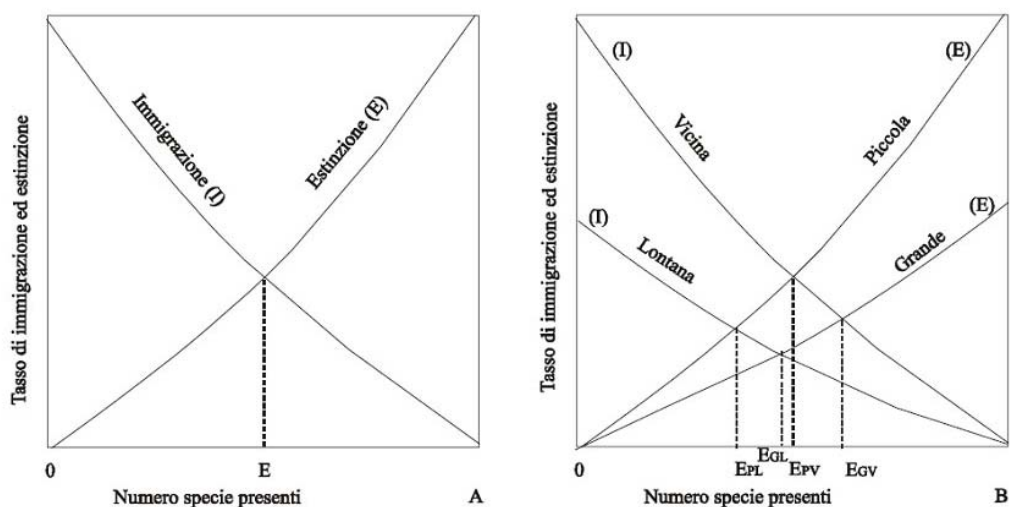 Tasso di immigrazione ed estinzione
Immigrazione (I)
Estinzione (E)
0
E
Numero specie presenti
A
Tasso di immigrazione ed estinzione
(I)
(E)
Vicina
Piccola
(I)
(E)
Lontana
Grande
0
EPL
EGL
EPV
EGV
Numero specie presenti
B